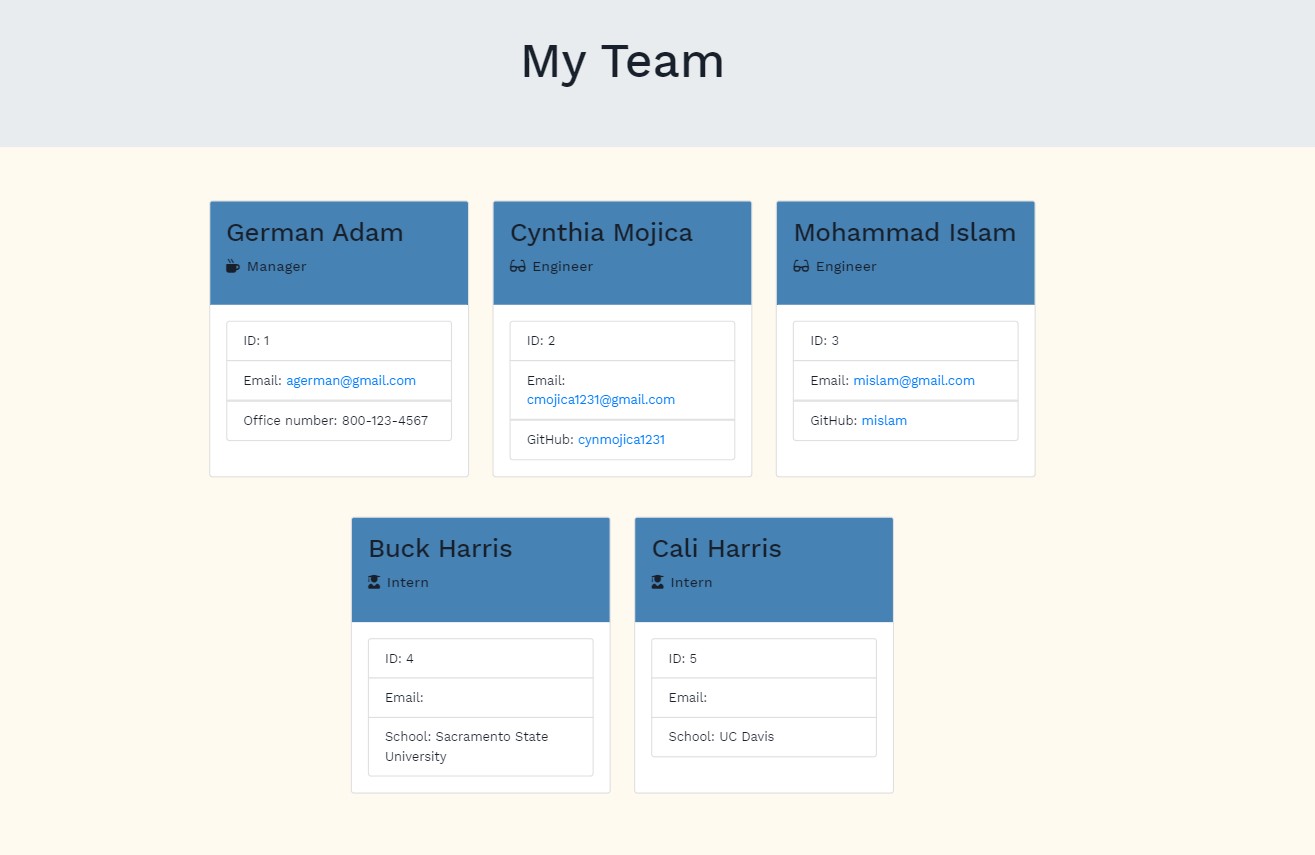 My Team
German Adam
Manager
ID: 1
Email: agerman@gmail.com
Office number: 800-123-4567
Cynthia Mojica
Engineer
ID: 2
Email:
cmojica1231@gmail.com
GitHub: cynmojica1231
Mohammad Islam
Engineer
ID: 3
Email: mislam@gmail.com
GitHub: mislam
Buck Harris
Intern
ID: 4
Email:
School: Sacramento State
University
Cali Harris
Intern
ID: 5
Email:
School: UC Davis